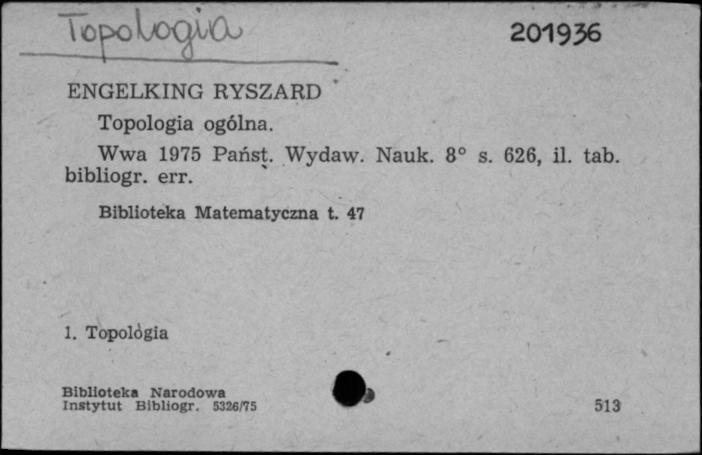 Topologia
201936
ENGELKING RYSZARD
Topologia ogólna.
Wwa 1975 Państ. Wydaw. Nauk. 8° s. 626, il. tab.
bibliogr. err.
Biblioteka Matematyczna t. 47
1. Topologia
Biblioteka Narodowa
Instytut Bibliogr. 5326/75
513